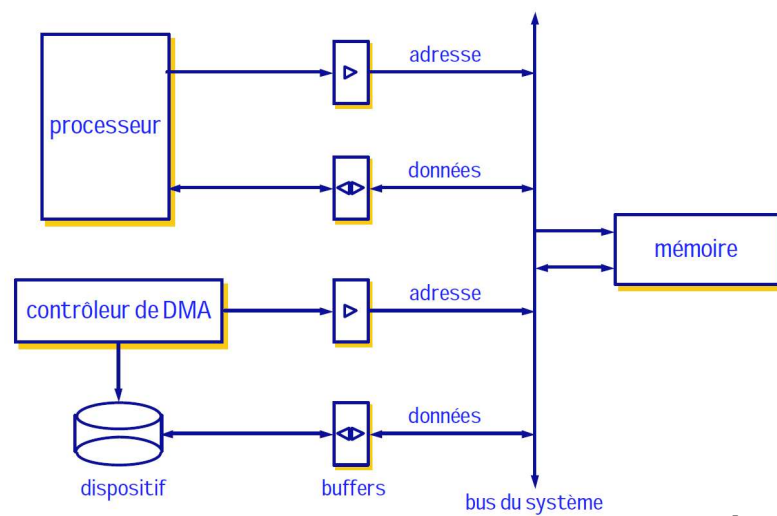 adresse
processeur
données
mémoire
adresse
contrôleur de DMA
données
dispositif
buffers
bus du système